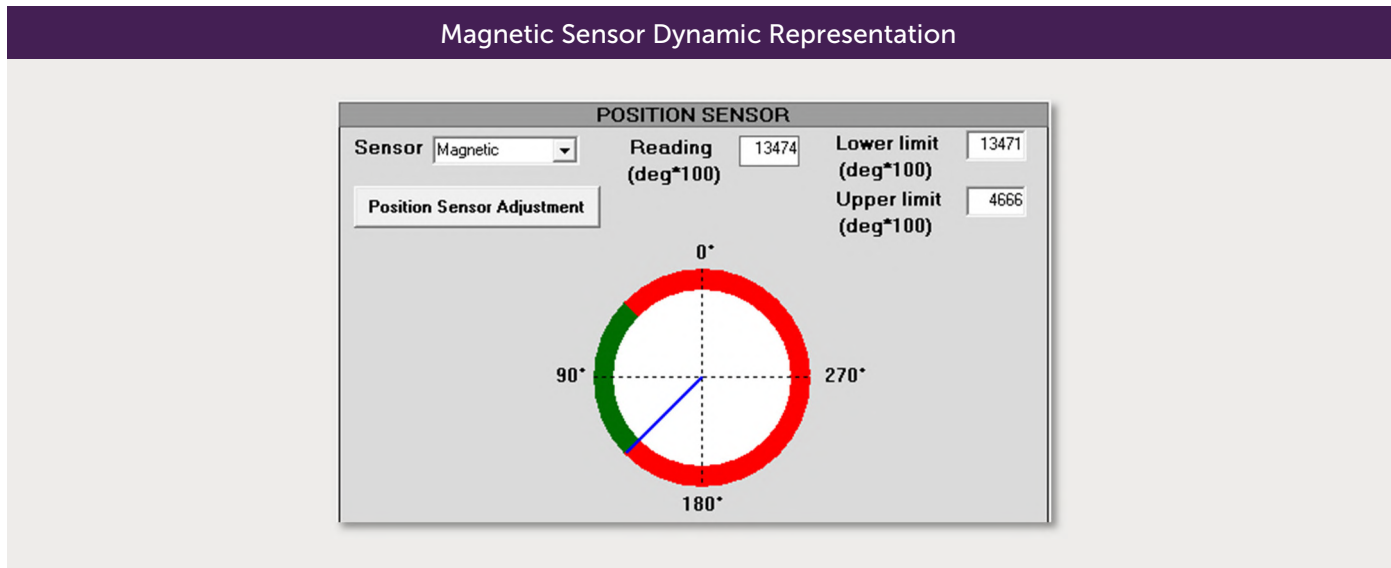 Magnetic Sensor Dynamic Representation
POSITION SENSOR
Sensor Magnetic
Reading 13474
(deg*100)
Lower limit 13471
(deg*100)
Position Sensor Adjustment
Upper limit 4666
(deg*100)
0°
90°
270°
180°